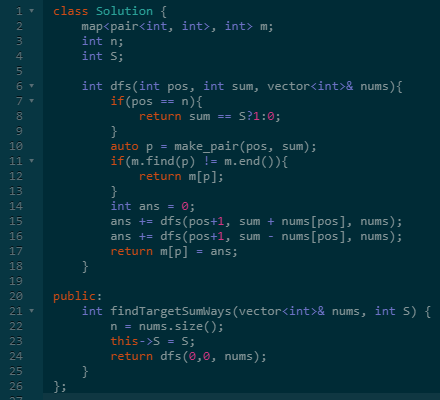 1 class Solution {
2     map<pair<int, int>, int> m;
3     int n;
4     int S;
5
6     int dfs(int pos, int sum, vector<int>& nums){
7         if(pos == n){
8             return sum == S?1:0;
9         }
10         auto p = make_pair(pos, sum);
11         if(m.find(p) != m.end()){
12             return m[p];
13         }
14         int ans = 0;
15         ans += dfs(pos+1, sum + nums[pos], nums);
16         ans += dfs(pos+1, sum - nums[pos], nums);
17         return m[p] = ans;
18     }
19
20 public:
21     int findTargetSumWays(vector<int>& nums, int S) {
22         n = nums.size();
23         this->S = S;
24         return dfs(0,0, nums);
25     }
26 };
27